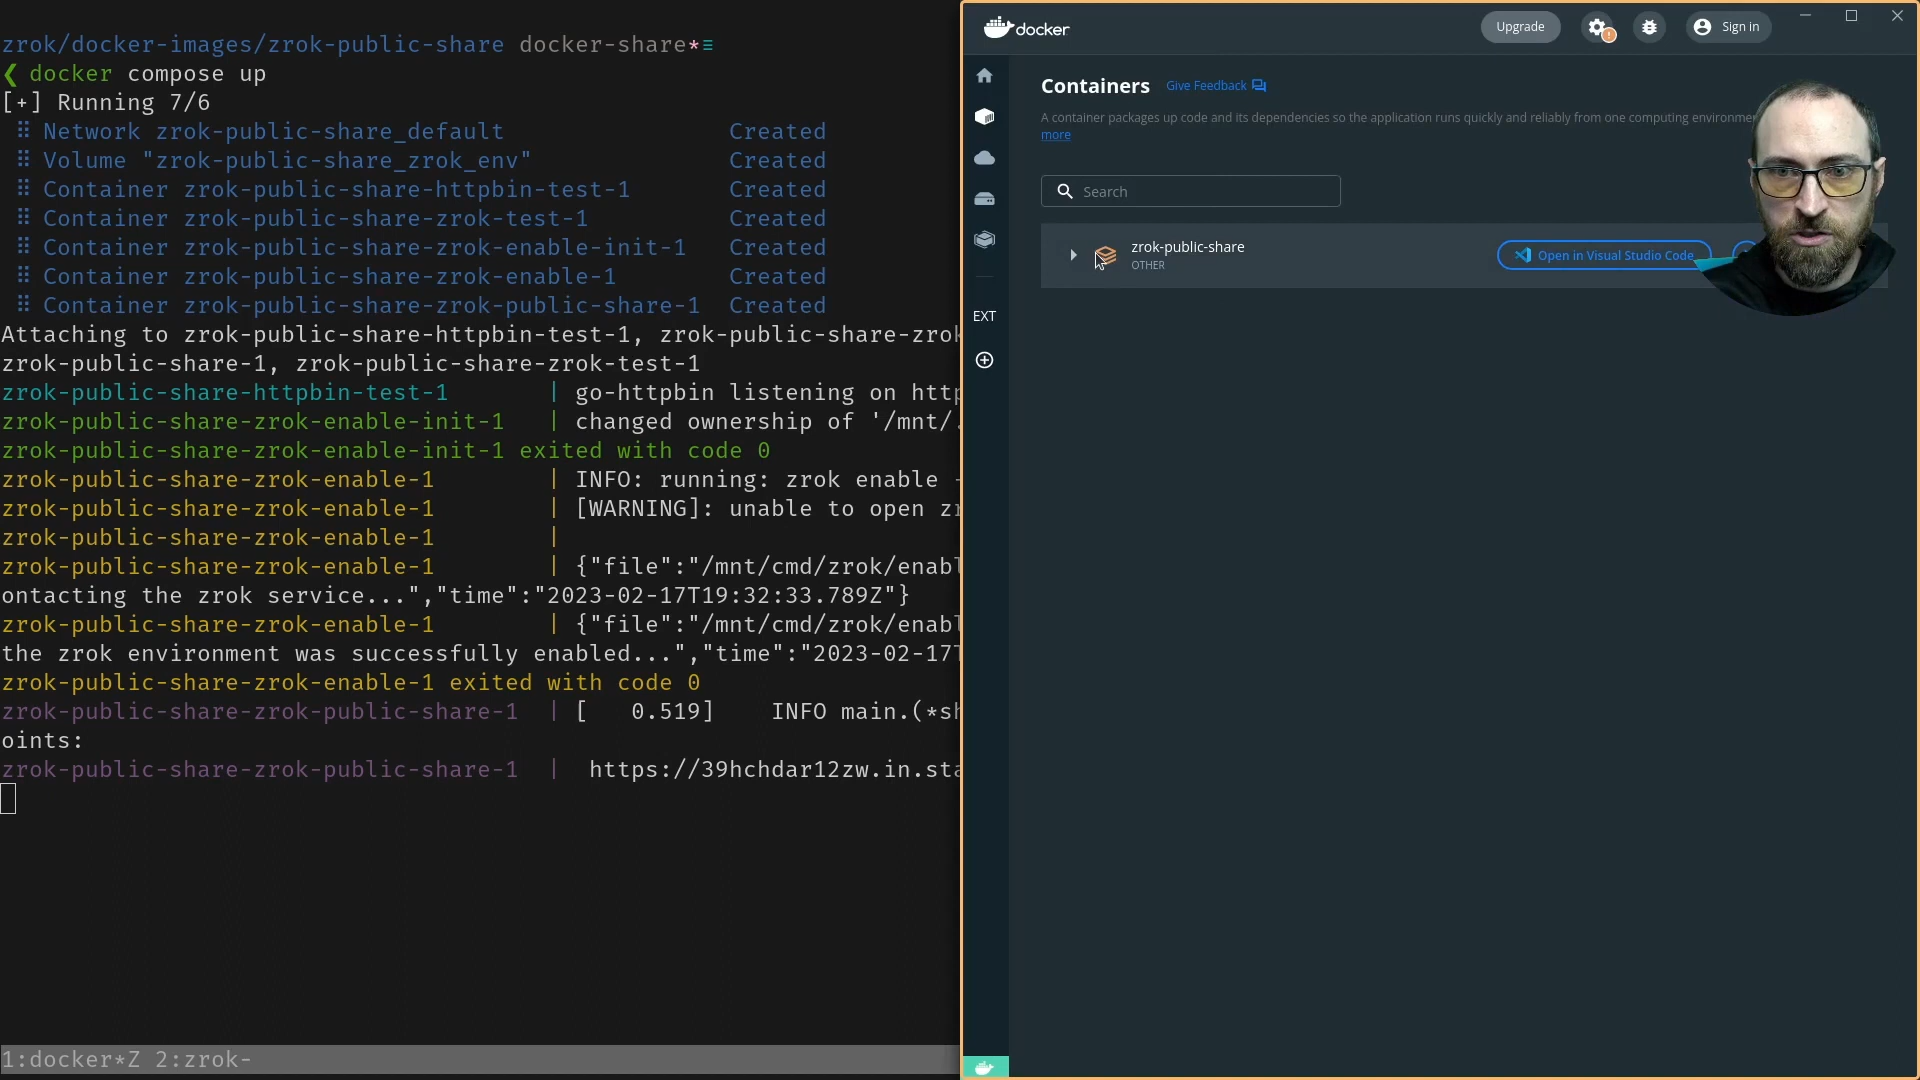 zrok/docker-images/zrok-public-share docker-share*≡
❮ docker compose up
[+] Running 7/6
⠿ Network zrok-public-share_default Created
⠿ Volume "zrok-public-share_zrok_env" Created
⠿ Container zrok-public-share-httpbin-test-1 Created
⠿ Container zrok-public-share-zrok-test-1 Created
⠿ Container zrok-public-share-zrok-enable-init-1 Created
⠿ Container zrok-public-share-zrok-enable-1 Created
⠿ Container zrok-public-share-zrok-public-share-1 Created
Attaching to zrok-public-share-httpbin-test-1, zrok-public-share-zrok
zrok-public-share-1, zrok-public-share-zrok-test-1
zrok-public-share-httpbin-test-1 | go-httpbin listening on http
zrok-public-share-zrok-enable-init-1 | changed ownership of '/mnt/.
zrok-public-share-zrok-enable-init-1 exited with code 0
zrok-public-share-zrok-enable-1 | INFO: running: zrok enable -
zrok-public-share-zrok-enable-1 | [WARNING]: unable to open zr
zrok-public-share-zrok-enable-1 |
zrok-public-share-zrok-enable-1 | {"file":"/mnt/cmd/zrok/enabl
ontacting the zrok service...","time":"2023-02-17T19:32:33.789Z"}
zrok-public-share-zrok-enable-1 | {"file":"/mnt/cmd/zrok/enabl
the zrok environment was successfully enabled...","time":"2023-02-17T
zrok-public-share-zrok-enable-1 exited with code 0
zrok-public-share-zrok-public-share-1 | [ 0.519] INFO main.(*sh
oints:
zrok-public-share-zrok-public-share-1 | https://39hchdar12zw.in.sta
1:docker*Z 2:zrok-
docker
Upgrade
Sign in
Containers
Give Feedback
A container packages up code and its dependencies so the application runs quickly and reliably from one computing environme
more
Search
zrok-public-share
OTHER
Open in Visual Studio Code
EXT